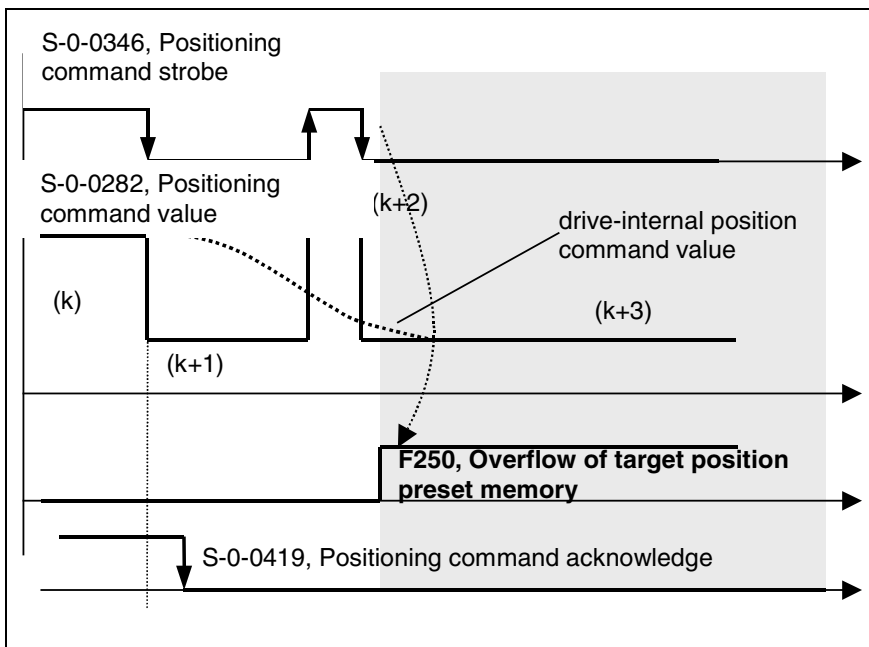 S-0-0346, Positioning
command strobe
S-0-0282, Positioning
command value
(k+2)
drive-internal position
command value
(k)
(k+3)
(k+1)
F250, Overflow of target position
preset memory
S-0-0419, Positioning command acknowledge